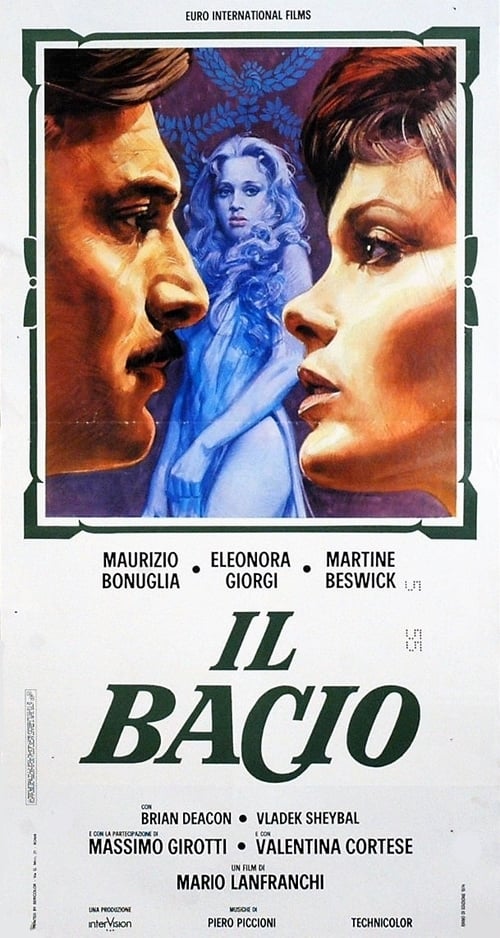 EURO INTERNATIONAL FILMS
MAURIZIO BONUGLIA • ELEONORA GIORGI • MARTINE BESWICK
IL
BACIO
CON
BRIAN DEACON • VLADEK SHEYBAL
E CON LA PARTECIPAZIONE DI
MASSIMO GIROTTI • E CON VALENTINA CORTESE
UN FILM DI
MARIO LANFRANCHI
UNA PRODUZIONE
interVision
MUSICHE DI
PIERO PICCIONI
TECHNICOLOR